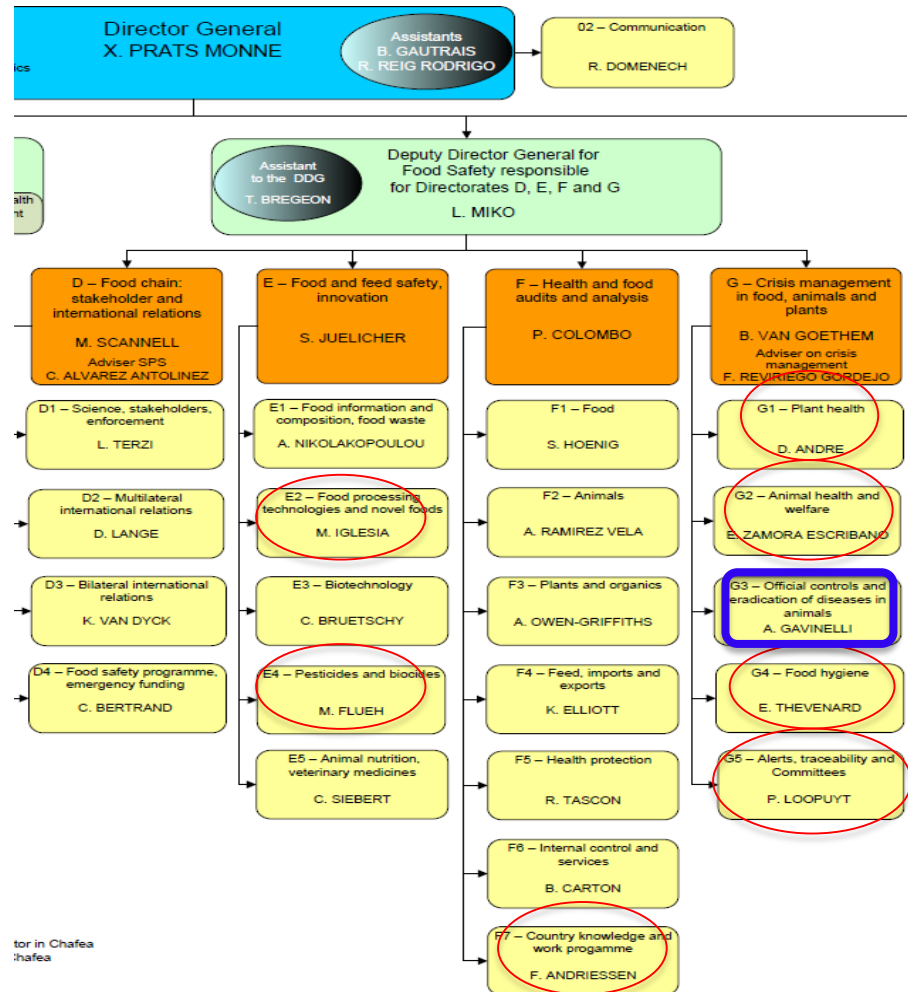 Director General
X. PRATS MONNE
ics
Assistants
B. GAUTRAIS
R. REIG RODRIGO
02 – Communication
R. DOMENECH
alth
nt
Assistant
to the DDG
T. BREGEON
Deputy Director General for
Food Safety responsible
for Directorates D, E, F and G
L. MIKO
D – Food chain:
stakeholder and
international relations
M. SCANNELL
Adviser SPS
C. ALVAREZ ANTOLINEZ
E – Food and feed safety,
innovation
S. JUELICHER
F – Health and food
audits and analysis
P. COLOMBO
G – Crisis management
in food, animals and
plants
B. VAN GOETHEM
Adviser on crisis
management
F. REVIRIEGO GORDEJO
D1 – Science, stakeholders,
enforcement
L. TERZI
E1 – Food information and
composition, food waste
A. NIKOLAKOPOULOU
F1 – Food
S. HOENIG
G1 – Plant health
D. ANDRE
D2 – Multilateral
international relations
D. LANGE
E2 – Food processing
technologies and novel foods
M. IGLESIA
F2 – Animals
A. RAMIREZ VELA
G2 – Animal health and
welfare
E. ZAMORA ESCRIBANO
D3 – Bilateral international
relations
K. VAN DYCK
E3 – Biotechnology
C. BRUETSCHY
F3 – Plants and organics
A. OWEN-GRIFFITHS
G3 – Official controls and
eradication of diseases in
animals
A. GAVINELLI
D4 – Food safety programme,
emergency funding
C. BERTRAND
E4 – Pesticides and biocides
M. FLUEH
F4 – Feed, imports and
exports
K. ELLIOTT
G4 – Food hygiene
E. THEVENARD
E5 – Animal nutrition,
veterinary medicines
C. SIEBERT
F5 – Health protection
R. TASCON
G5 – Alerts, traceability and
Committees
P. LOOPUYT
F6 – Internal control and
services
B. CARTON
F7 – Country knowledge and
work progamme
F. ANDRIESSEN
tor in Chafea
Chafea